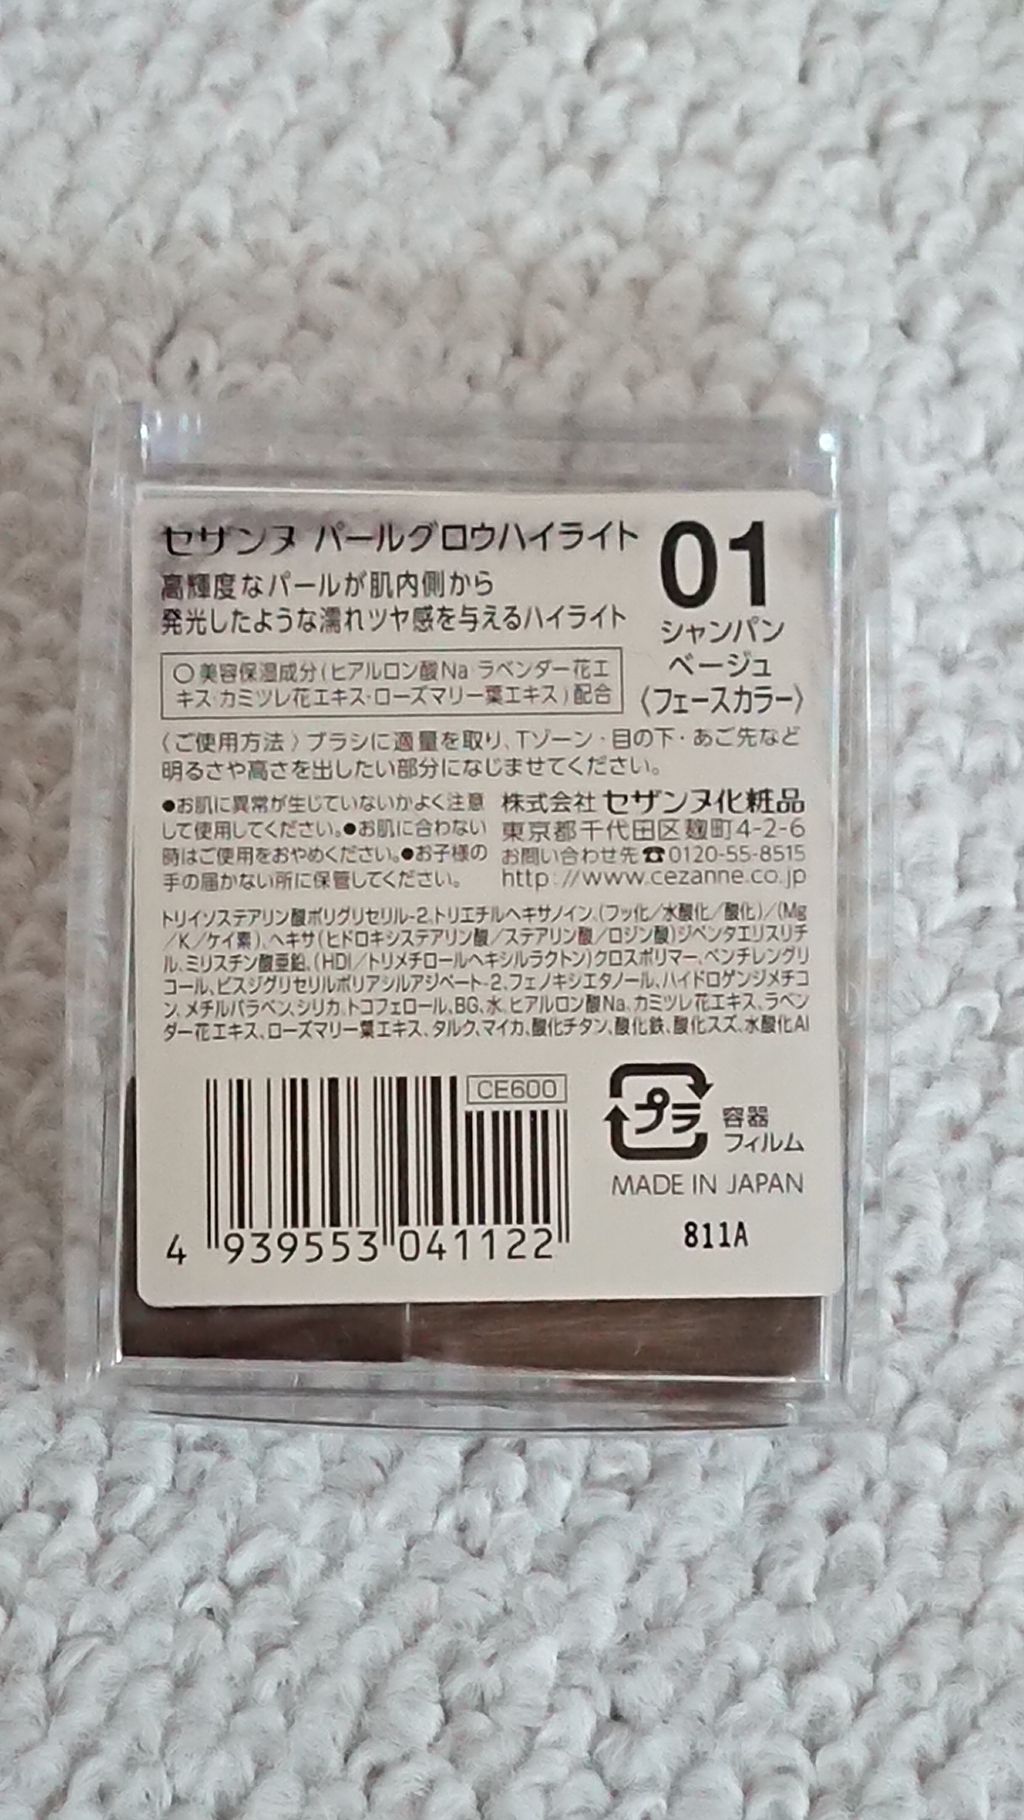 セザンヌ パールグロウハイライト
高輝度なパールが肌内側から
発光したような濡れツヤ感を与えるハイライト
01
シャンパン
ベージュ
〈フェースカラー〉
○美容保湿成分(ヒアルロン酸Na・ラベンダー花エ
キス・カミツレ花エキス・ローズマリー葉エキス)配合
〈ご使用方法〉ブラシに適量を取り、Tゾーン・目の下・あご先など
明るさや高さを出したい部分になじませてください。
●お肌に異常が生じていないかよく注意
して使用してください。●お肌に合わない
時はご使用をおやめください。●お子様の
手の届かない所に保管してください。
株式会社 セザンヌ化粧品
東京都千代田区麹町4-2-6
お問い合わせ先☎0120-55-8515
http://www.cezanne.co.jp
トリイソステアリン酸ポリグリセリル-2、トリエチルヘキサノイン、(フッ化/水酸化/酸化)/(Mg
/K/ケイ素)、ヘキサ(ヒドロキシステアリン酸/ステアリン酸/ロジン酸)ジペンタエリスリチ
ル、ミリスチン酸亜鉛、(HDI/トリメチロールヘキシルラクトン)クロスポリマー、ペンチレングリ
コール、ビスジグリセリルポリアシルアジペート-2、フェノキシエタノール、ハイドロゲンジメチコ
ン、メチルパラベン、シリカ、トコフェロール、BG、水、ヒアルロン酸Na、カミツレ花エキス、ラベン
ダー花エキス、ローズマリー葉エキス、タルク、マイカ、酸化チタン、酸化鉄、酸化スズ、水酸化Al
CE600
4 939553 041122
プラ
容器
フィルム
MADE IN JAPAN
811A